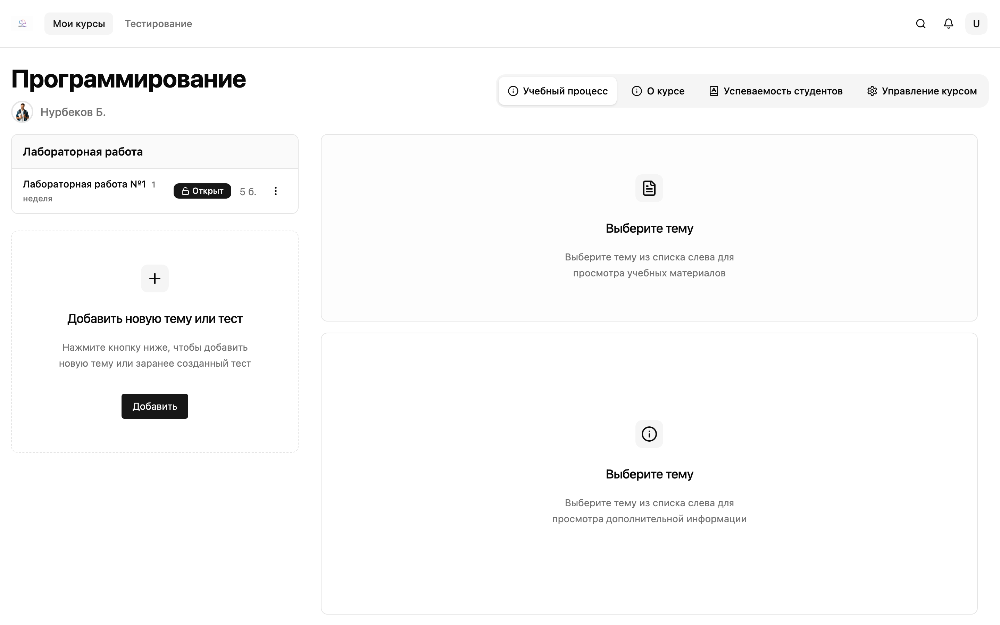 Мои курсы
Тестирование
U
Программирование
Нурбеков Б.
Учебный процесс
О курсе
Успеваемость студентов
Управление курсом
Лабораторная работа
Лабораторная работа №1 1
неделя
Открыт
5 б.
Добавить новую тему или тест
Нажмите кнопку ниже, чтобы добавить
новую тему или заранее созданный тест
Добавить
Выберите тему
Выберите тему из списка слева для
просмотра учебных материалов
Выберите тему
Выберите тему из списка слева для
просмотра дополнительной информации